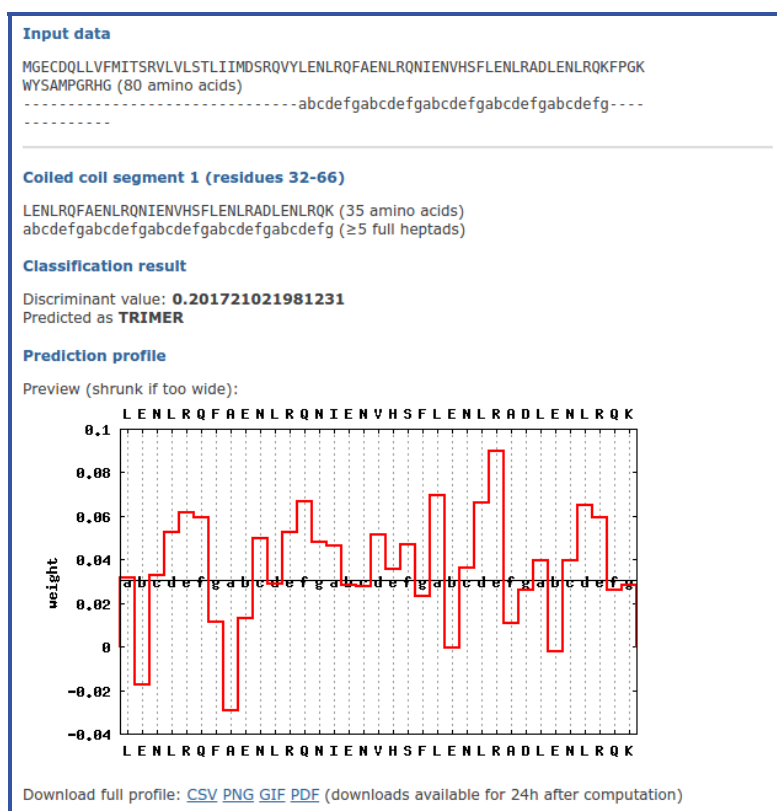 Input data
MGECDQLLVFMITSRVLVLSTLIIMDSRQVYLENLRQFAENLRQNIENVHSFLENLRADLENLRQKFPGK
WYSAMPGRHG (80 amino acids)
-------------------------------abcdefgabcdefgabcdefgabcdefgabcdefg----
----------
Coiled coil segment 1 (residues 32-66)
LENLRQFAENLRQNIENVHSFLENLRADLENLRQK (35 amino acids)
abcdefgabcdefgabcdefgabcdefgabcdefg (≥5 full heptads)
Classification result
Discriminant value: 0.201721021981231
Predicted as TRIMER
Prediction profile
Preview (shrunk if too wide):
L E N L R Q F A E N L R Q N I E N V H S F L E N L R A D L E N L R Q K
0.1
0.08
0.06
0.04
a b c d e f g a b c d e f g a b c d e f g a b c d e f g a b c d e f g
0.02
0
-0.02
-0.04
weight
L E N L R Q F A E N L R Q N I E N V H S F L E N L R A D L E N L R Q K
Download full profile: CSV PNG GIF PDF (downloads available for 24h after computation)